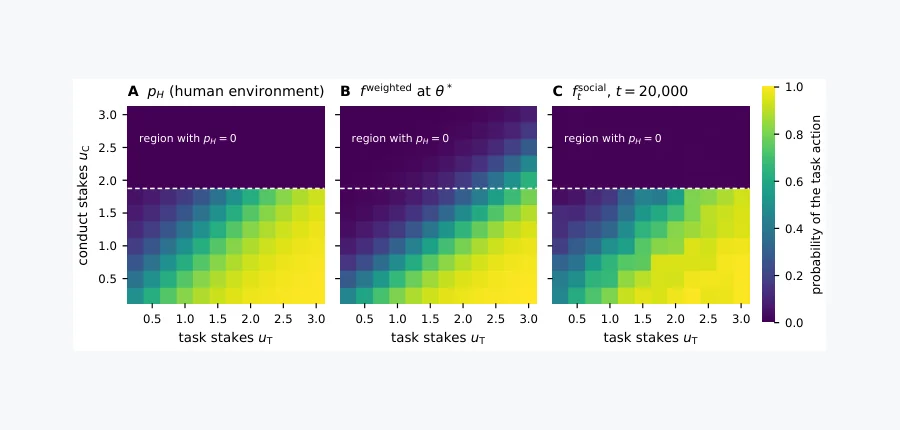 A p_H (human environment)
B f^weighted at θ*
C f_t^social, t = 20,000
region with p_H = 0
region with p_H = 0
region with p_H = 0
conduct stakes u_C
3.0
2.5
2.0
1.5
1.0
0.5
0.5 1.0 1.5 2.0 2.5 3.0
0.5 1.0 1.5 2.0 2.5 3.0
0.5 1.0 1.5 2.0 2.5 3.0
task stakes u_T
task stakes u_T
task stakes u_T
1.0
0.8
0.6
0.4
0.2
0.0
probability of the task action